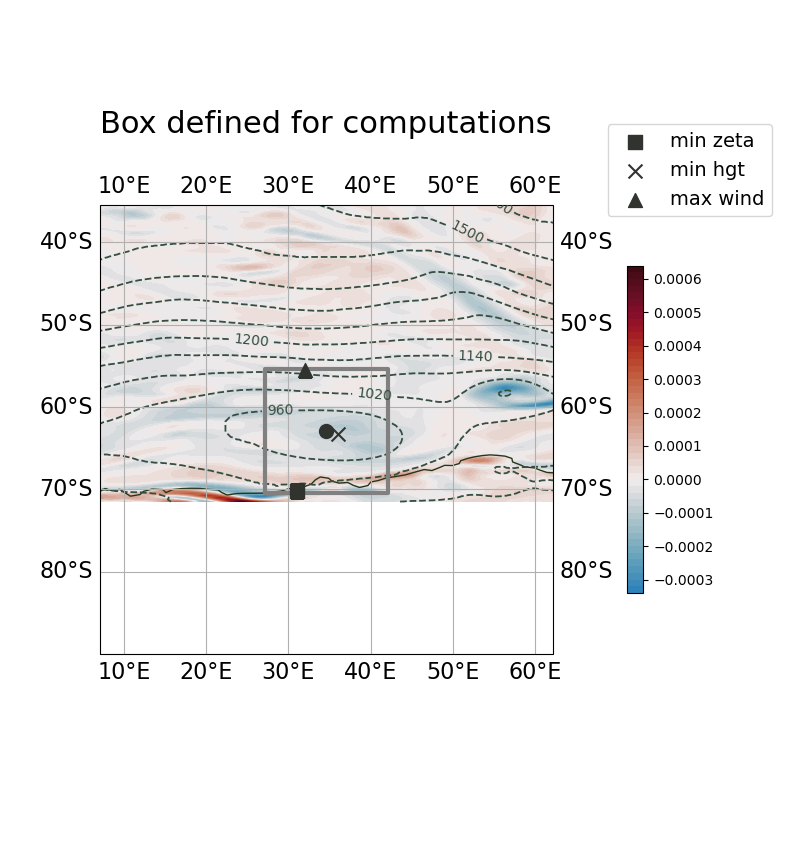 Box defined for computations
min zeta
min hgt
max wind
10°E 20°E 30°E 40°E 50°E 60°E
40°S 40°S
1500
50°S 50°S
1200
1140
1020
60°S 960 60°S
70°S 70°S
80°S 80°S
10°E 20°E 30°E 40°E 50°E 60°E
0.0006
0.0005
0.0004
0.0003
0.0002
0.0001
0.0000
−0.0001
−0.0002
−0.0003